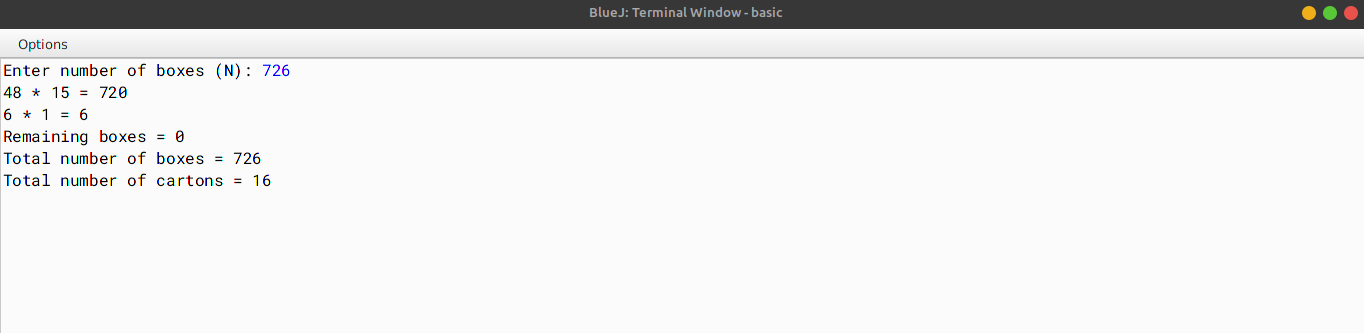 BlueJ: Terminal Window - basic
Options
Enter number of boxes (N): 726
48 * 15 = 720
6 * 1 = 6
Remaining boxes = 0
Total number of boxes = 726
Total number of cartons = 16